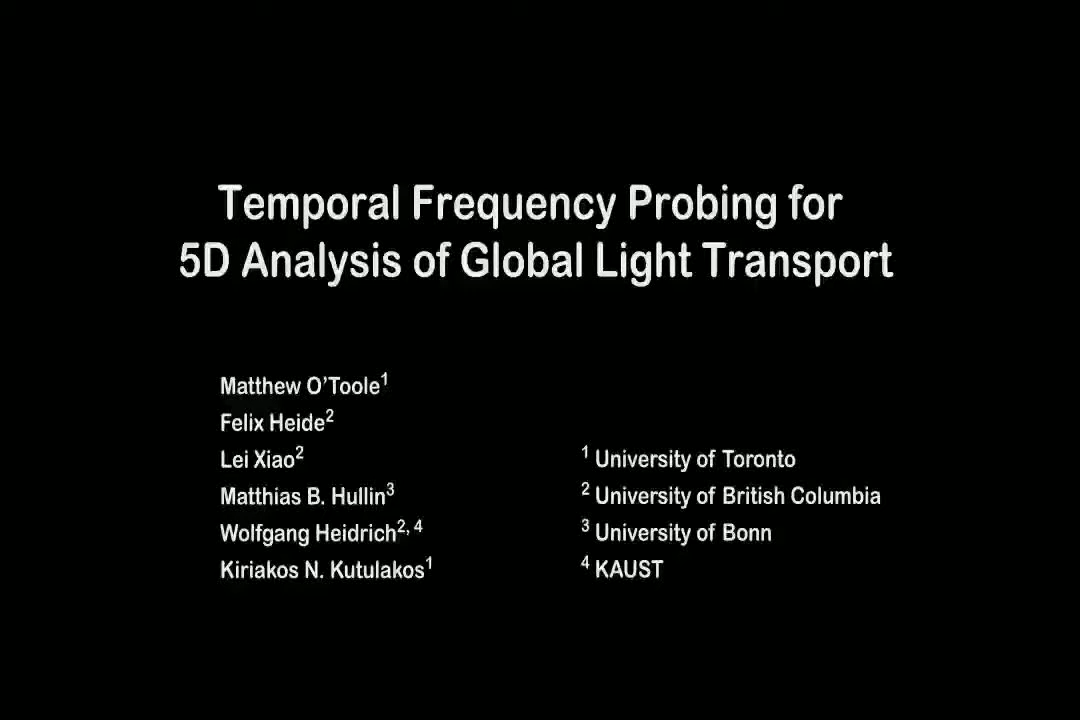 Temporal Frequency Probing for
5D Analysis of Global Light Transport
Matthew O'Toole¹
Felix Heide²
Lei Xiao²
Matthias B. Hullin³
Wolfgang Heidrich²,⁴
Kiriakos N. Kutulakos¹
¹ University of Toronto
² University of British Columbia
³ University of Bonn
⁴ KAUST